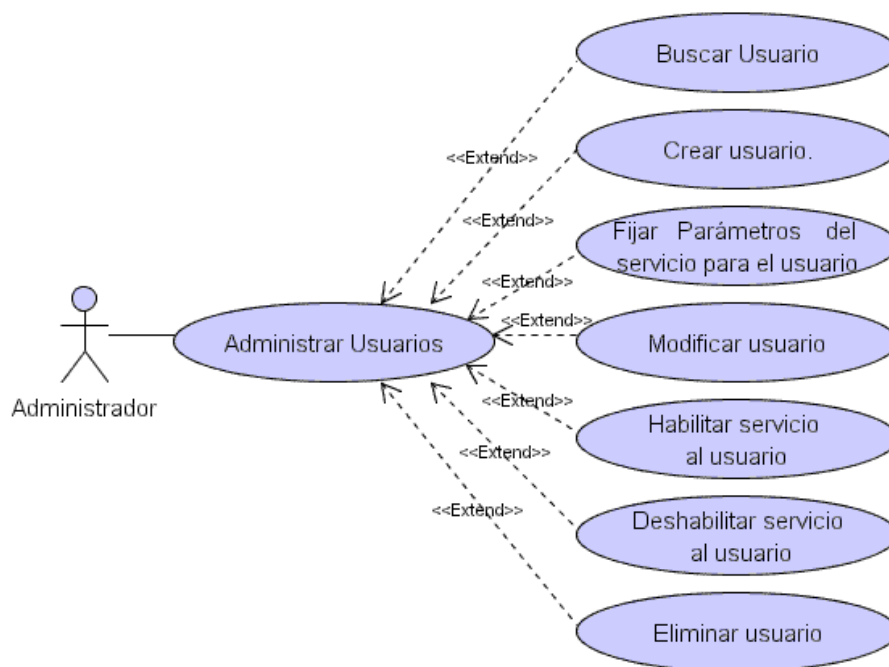 Buscar Usuario
<<Extend>>
Crear usuario.
<<Extend>>
Fijar Parámetros del
servicio para el usuario
<<Extend>>
<<Extend>>
Administrar Usuarios
Modificar usuario
Administrador
<<Extend>>
Habilitar servicio
al usuario
<<Extend>>
Deshabilitar servicio
al usuario
<<Extend>>
Eliminar usuario